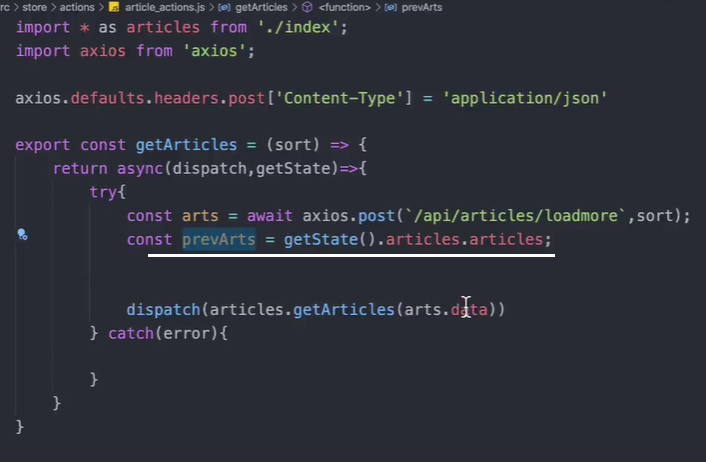 rc > store > actions > JS article_actions.js > getArticles > <function> > prevArts
import * as articles from './index';
import axios from 'axios';
axios.defaults.headers.post['Content-Type'] = 'application/json'
export const getArticles = (sort) => {
return async(dispatch,getState)=>{
try{
const arts = await axios.post(`/api/articles/loadmore`,sort);
const prevArts = getState().articles.articles;
dispatch(articles.getArticles(arts.data))
} catch(error){
}
}
}